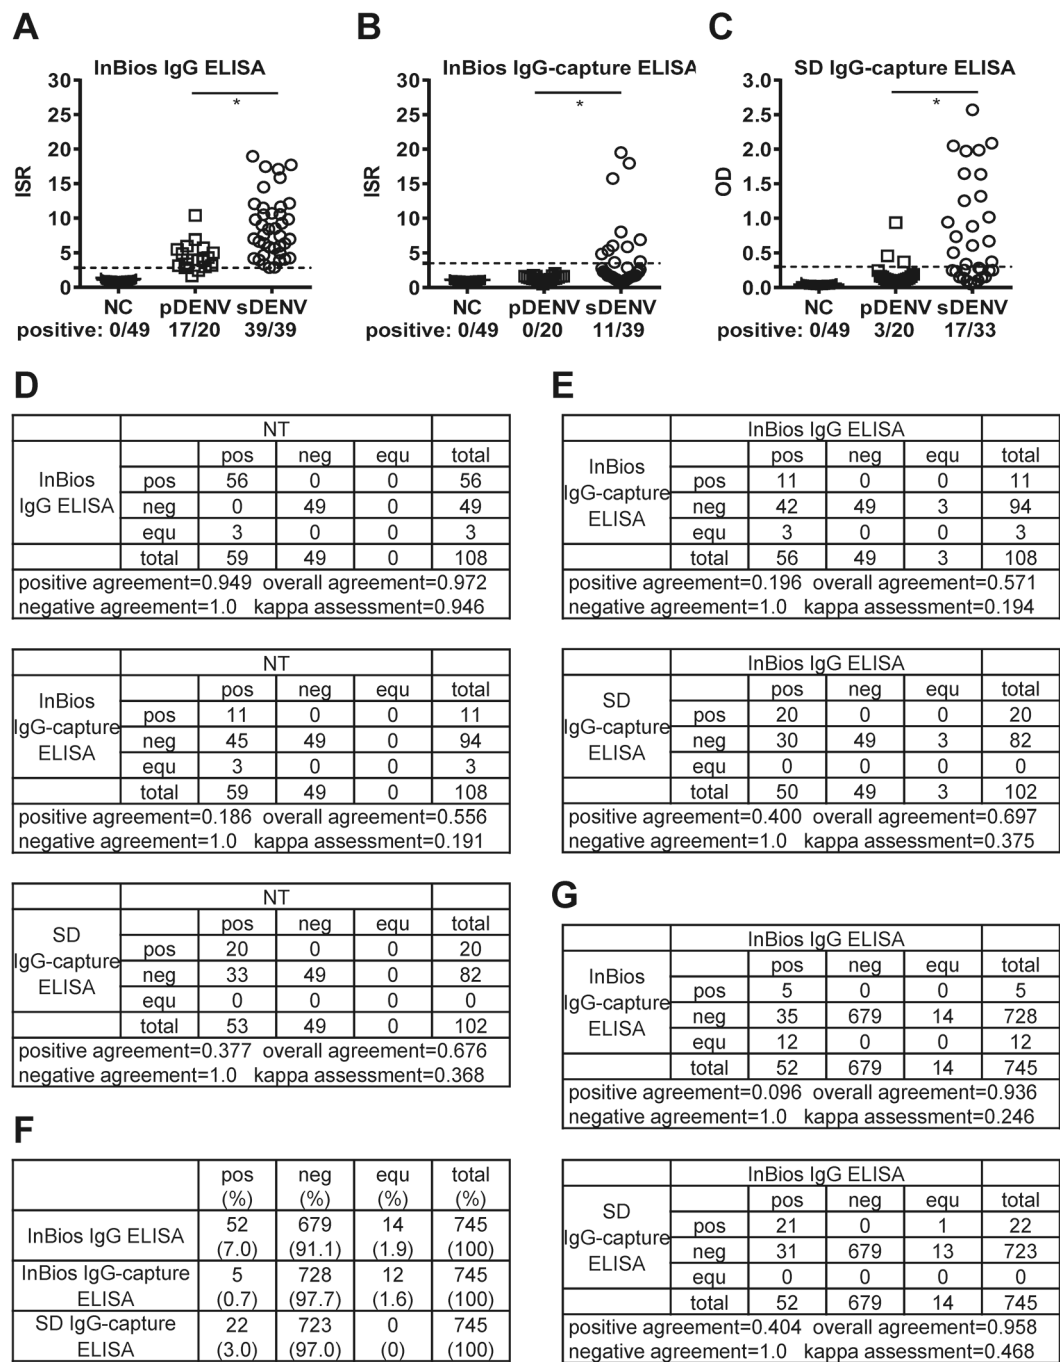 A
InBios IgG ELISA
ISR
30
25
20
15
10
5
0
*
NC pDENV sDENV
positive: 0/49 17/20 39/39
B
InBios IgG-capture ELISA
ISR
30
25
20
15
10
5
0
*
NC pDENV sDENV
positive: 0/49 0/20 11/39
C
SD IgG-capture ELISA
OD
3.0
2.5
2.0
1.5
1.0
0.5
0.0
*
NC pDENV sDENV
positive: 0/49 3/20 17/33
D
NT
InBios IgG ELISA
pos neg equ total
pos 56 0 0 56
neg 0 49 0 49
equ 3 0 0 3
total 59 49 0 108
positive agreement=0.949 overall agreement=0.972
negative agreement=1.0 kappa assessment=0.946
NT
InBios IgG-capture ELISA
pos neg equ total
pos 11 0 0 11
neg 45 49 0 94
equ 3 0 0 3
total 59 49 0 108
positive agreement=0.186 overall agreement=0.556
negative agreement=1.0 kappa assessment=0.191
NT
SD IgG-capture ELISA
pos neg equ total
pos 20 0 0 20
neg 33 49 0 82
equ 0 0 0 0
total 53 49 0 102
positive agreement=0.377 overall agreement=0.676
negative agreement=1.0 kappa assessment=0.368
E
InBios IgG ELISA
InBios IgG-capture ELISA
pos neg equ total
pos 11 0 0 11
neg 42 49 3 94
equ 3 0 0 3
total 56 49 3 108
positive agreement=0.196 overall agreement=0.571
negative agreement=1.0 kappa assessment=0.194
InBios IgG ELISA
SD IgG-capture ELISA
pos neg equ total
pos 20 0 0 20
neg 30 49 3 82
equ 0 0 0 0
total 50 49 3 102
positive agreement=0.400 overall agreement=0.697
negative agreement=1.0 kappa assessment=0.375
F
pos neg equ total
(%) (%) (%) (%)
InBios IgG ELISA 52 679 14 745
(7.0) (91.1) (1.9) (100)
InBios IgG-capture ELISA 5 728 12 745
(0.7) (97.7) (1.6) (100)
SD IgG-capture ELISA 22 723 0 745
(3.0) (97.0) (0) (100)
G
InBios IgG ELISA
InBios IgG-capture ELISA
pos neg equ total
pos 5 0 0 5
neg 35 679 14 728
equ 12 0 0 12
total 52 679 14 745
positive agreement=0.096 overall agreement=0.936
negative agreement=1.0 kappa assessment=0.246
InBios IgG ELISA
SD IgG-capture ELISA
pos neg equ total
pos 21 0 1 22
neg 31 679 13 723
equ 0 0 0 0
total 52 679 14 745
positive agreement=0.404 overall agreement=0.958
negative agreement=1.0 kappa assessment=0.468